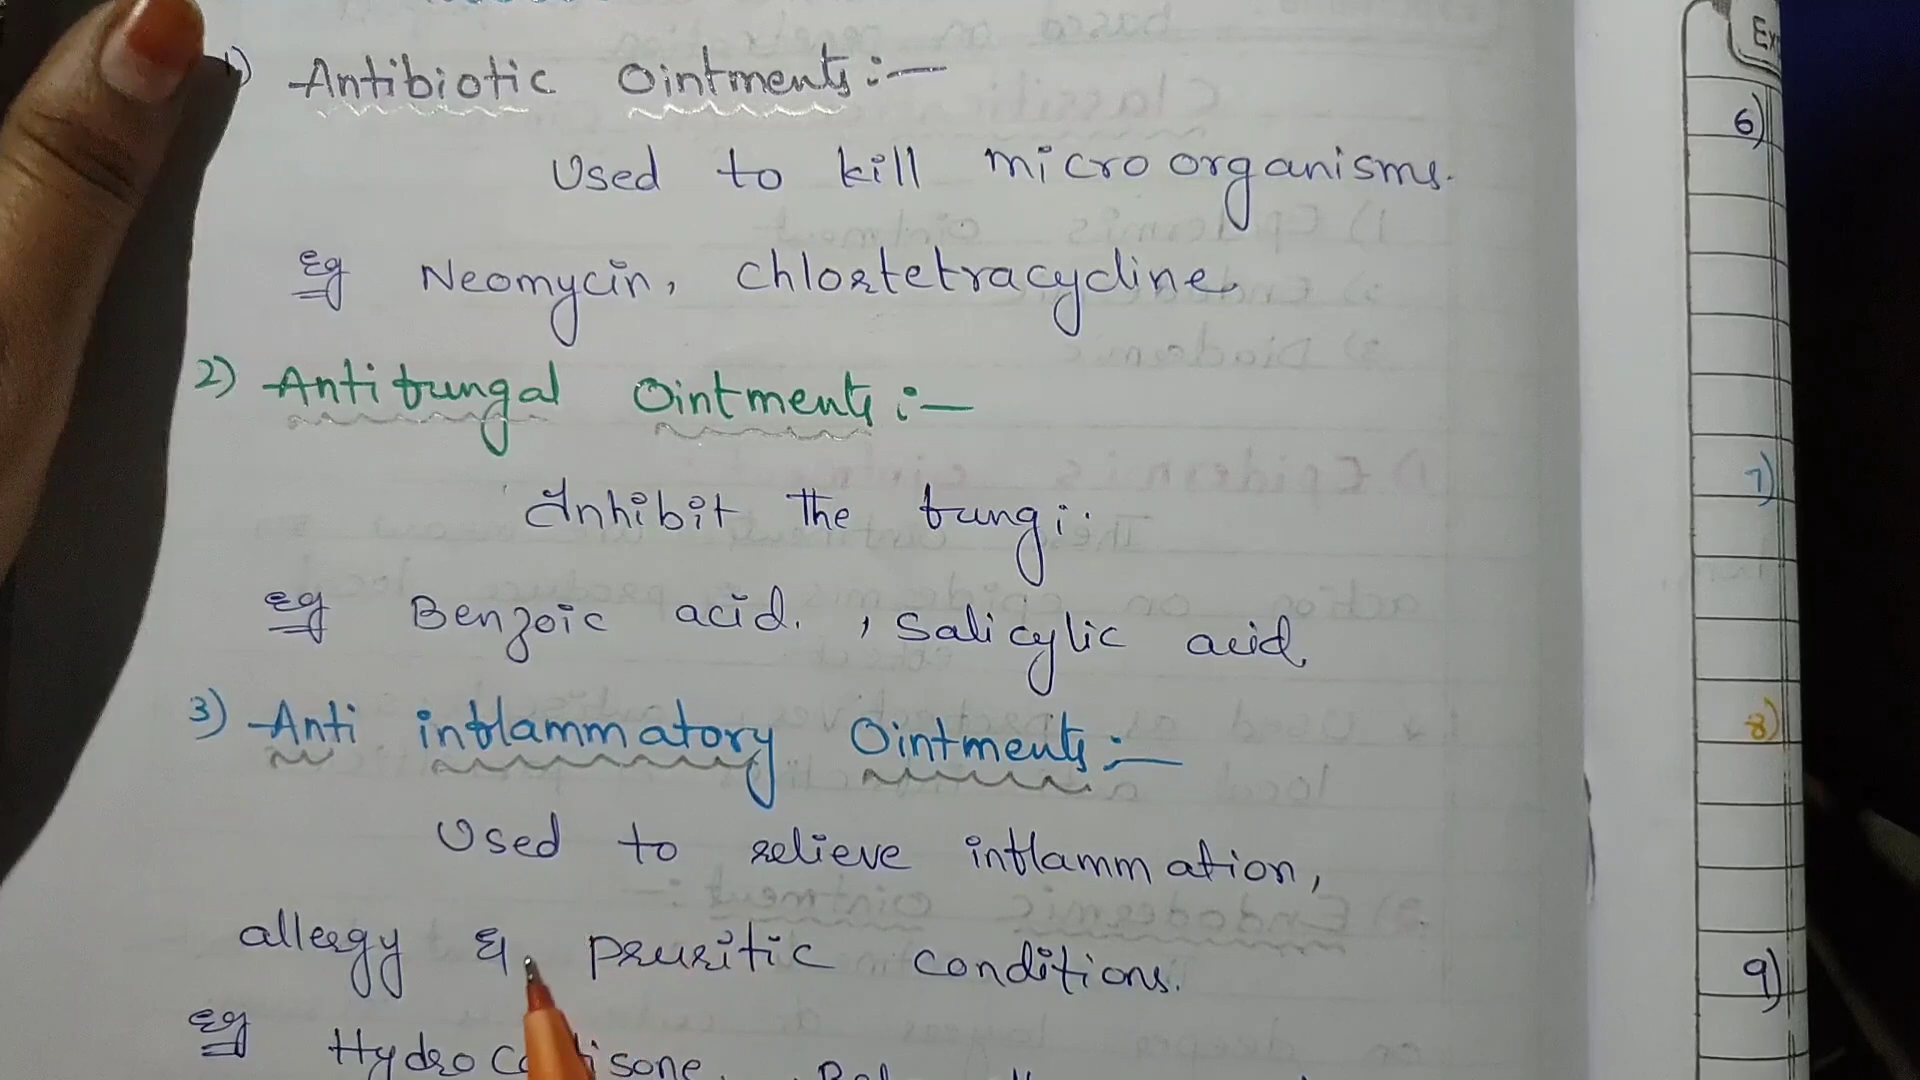 1) Antibiotic Ointments :-
Used to kill micro organisms.
Eg Neomycin, Chlortetracycline.
2) Antifungal Ointments :-
Inhibit the fungi.
Eg Benzoic acid. , Salicylic acid
3) Anti inflammatory Ointments :-
Used to relieve inflammation,
allergy & pruritic conditions.
Eg Hydrocortisone,
Ex
6)
7)
8)
9)